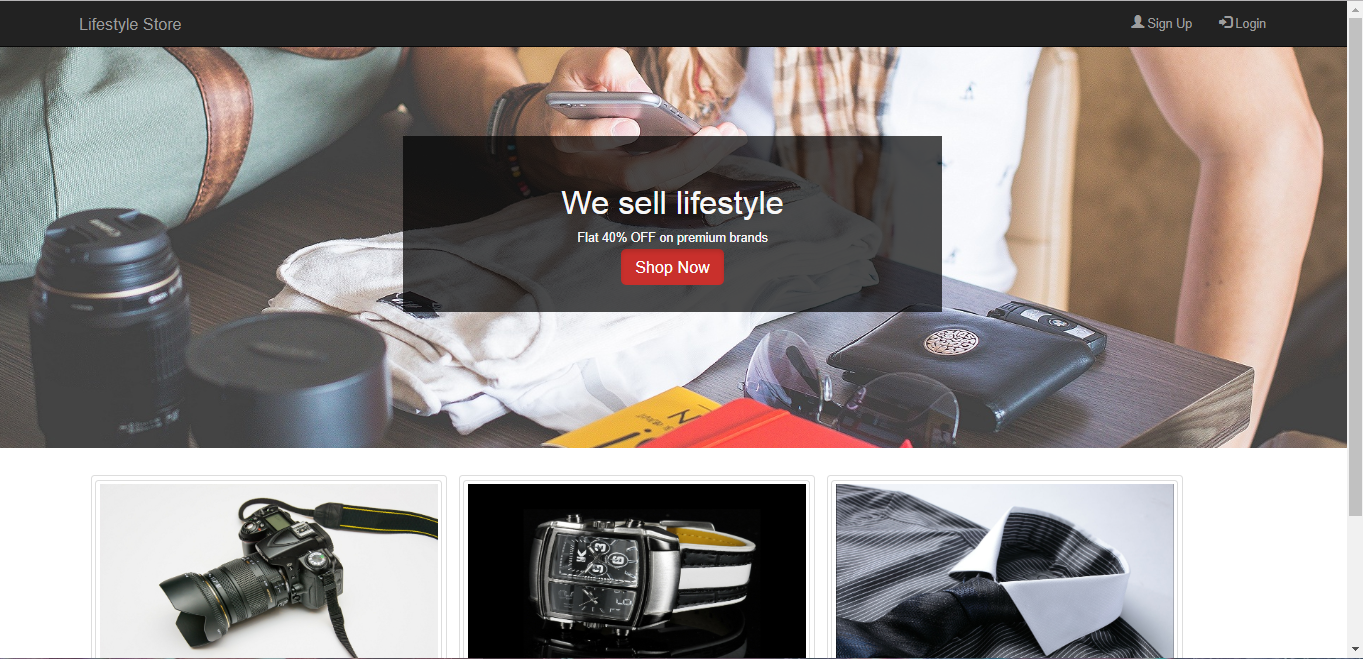 Lifestyle Store
Sign Up
Login
We sell lifestyle
Flat 40% OFF on premium brands
Shop Now